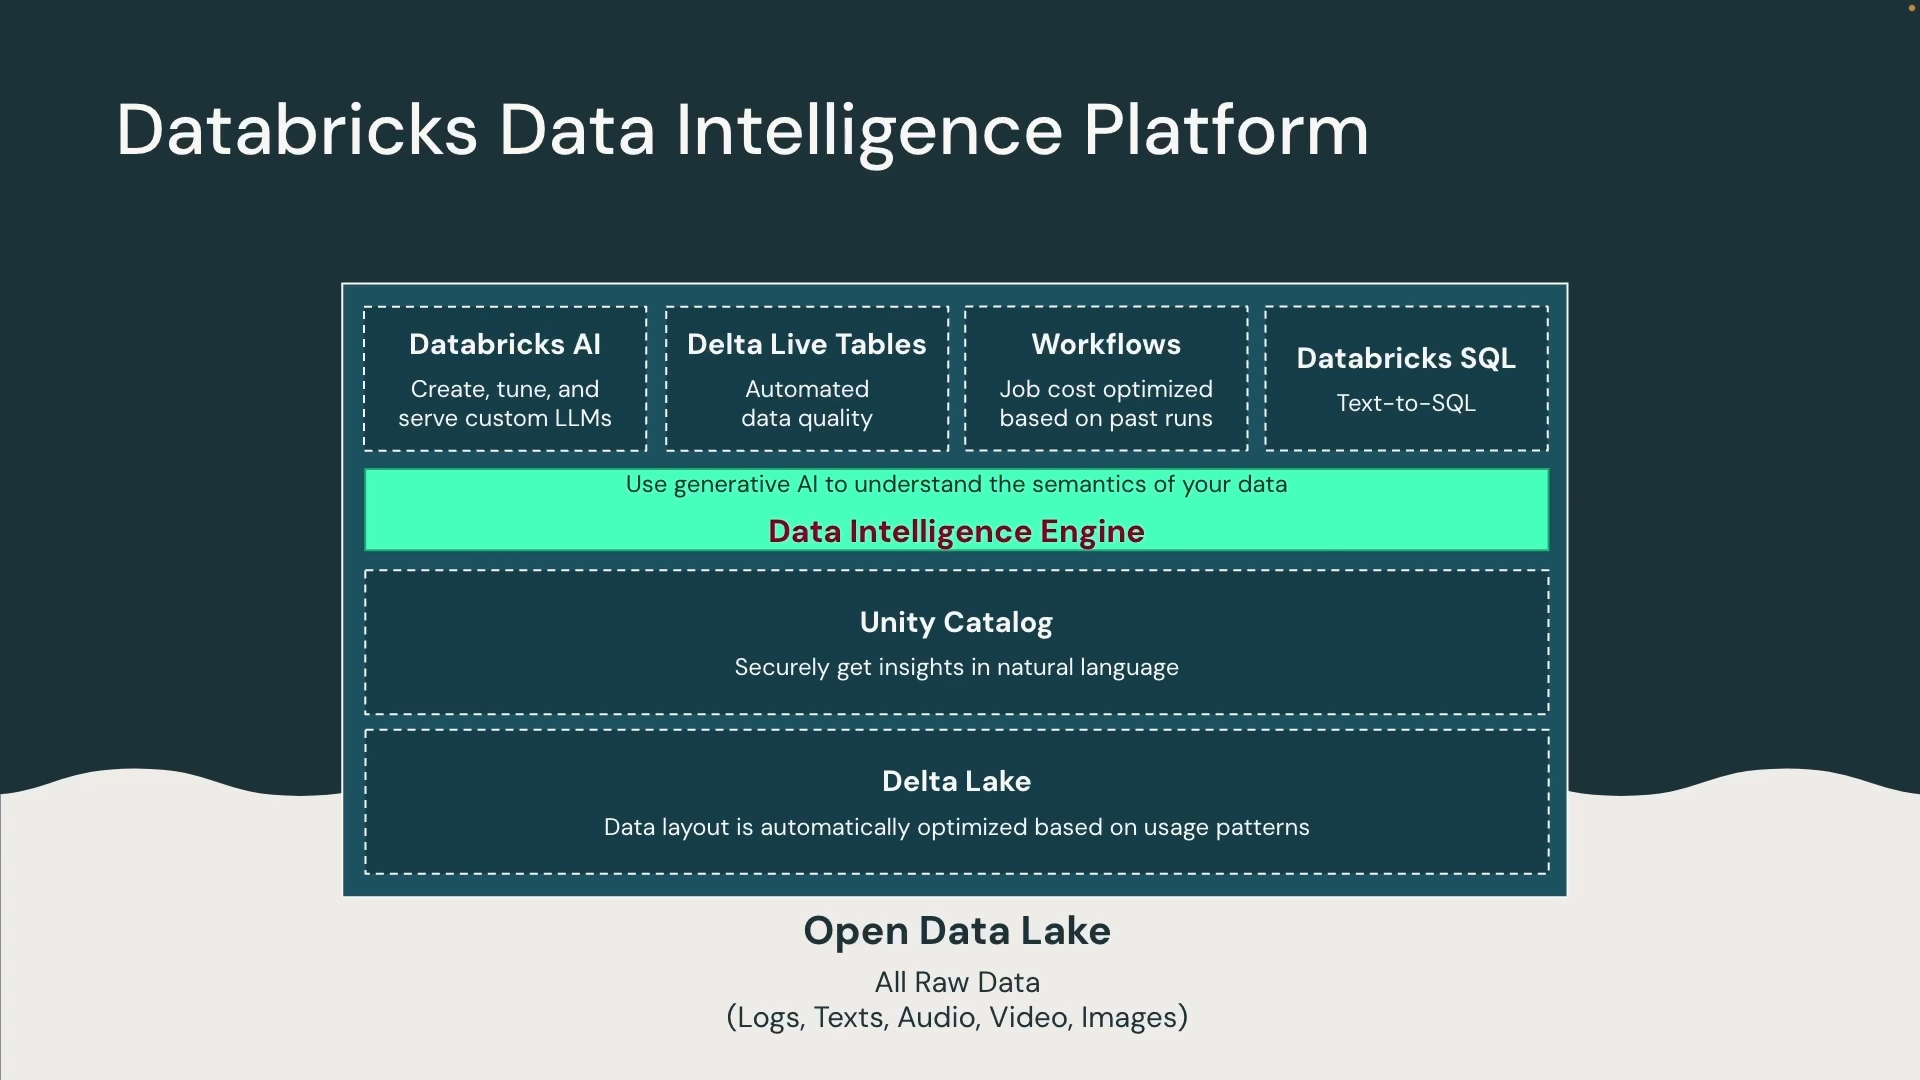 Databricks Data Intelligence Platform
Databricks AI
Create, tune, and
serve custom LLMs
Delta Live Tables
Automated
data quality
Workflows
Job cost optimized
based on past runs
Databricks SQL
Text-to-SQL
Use generative AI to understand the semantics of your data
Data Intelligence Engine
Unity Catalog
Securely get insights in natural language
Delta Lake
Data layout is automatically optimized based on usage patterns
Open Data Lake
All Raw Data
(Logs, Texts, Audio, Video, Images)